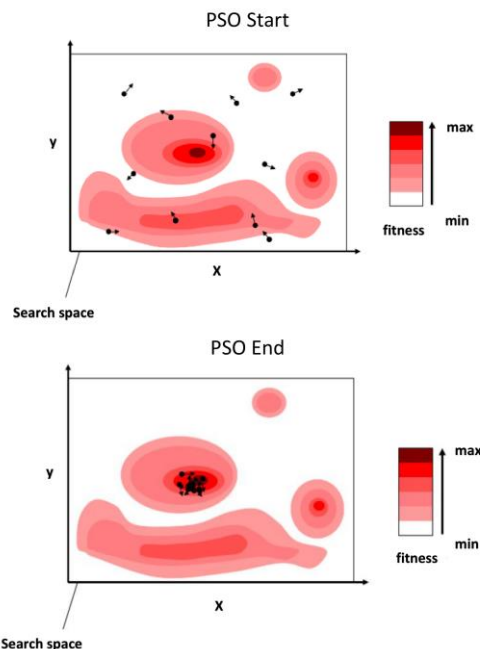 PSO Start
y
max
min
fitness
X
Search space
PSO End
y
max
min
fitness
X
Search space